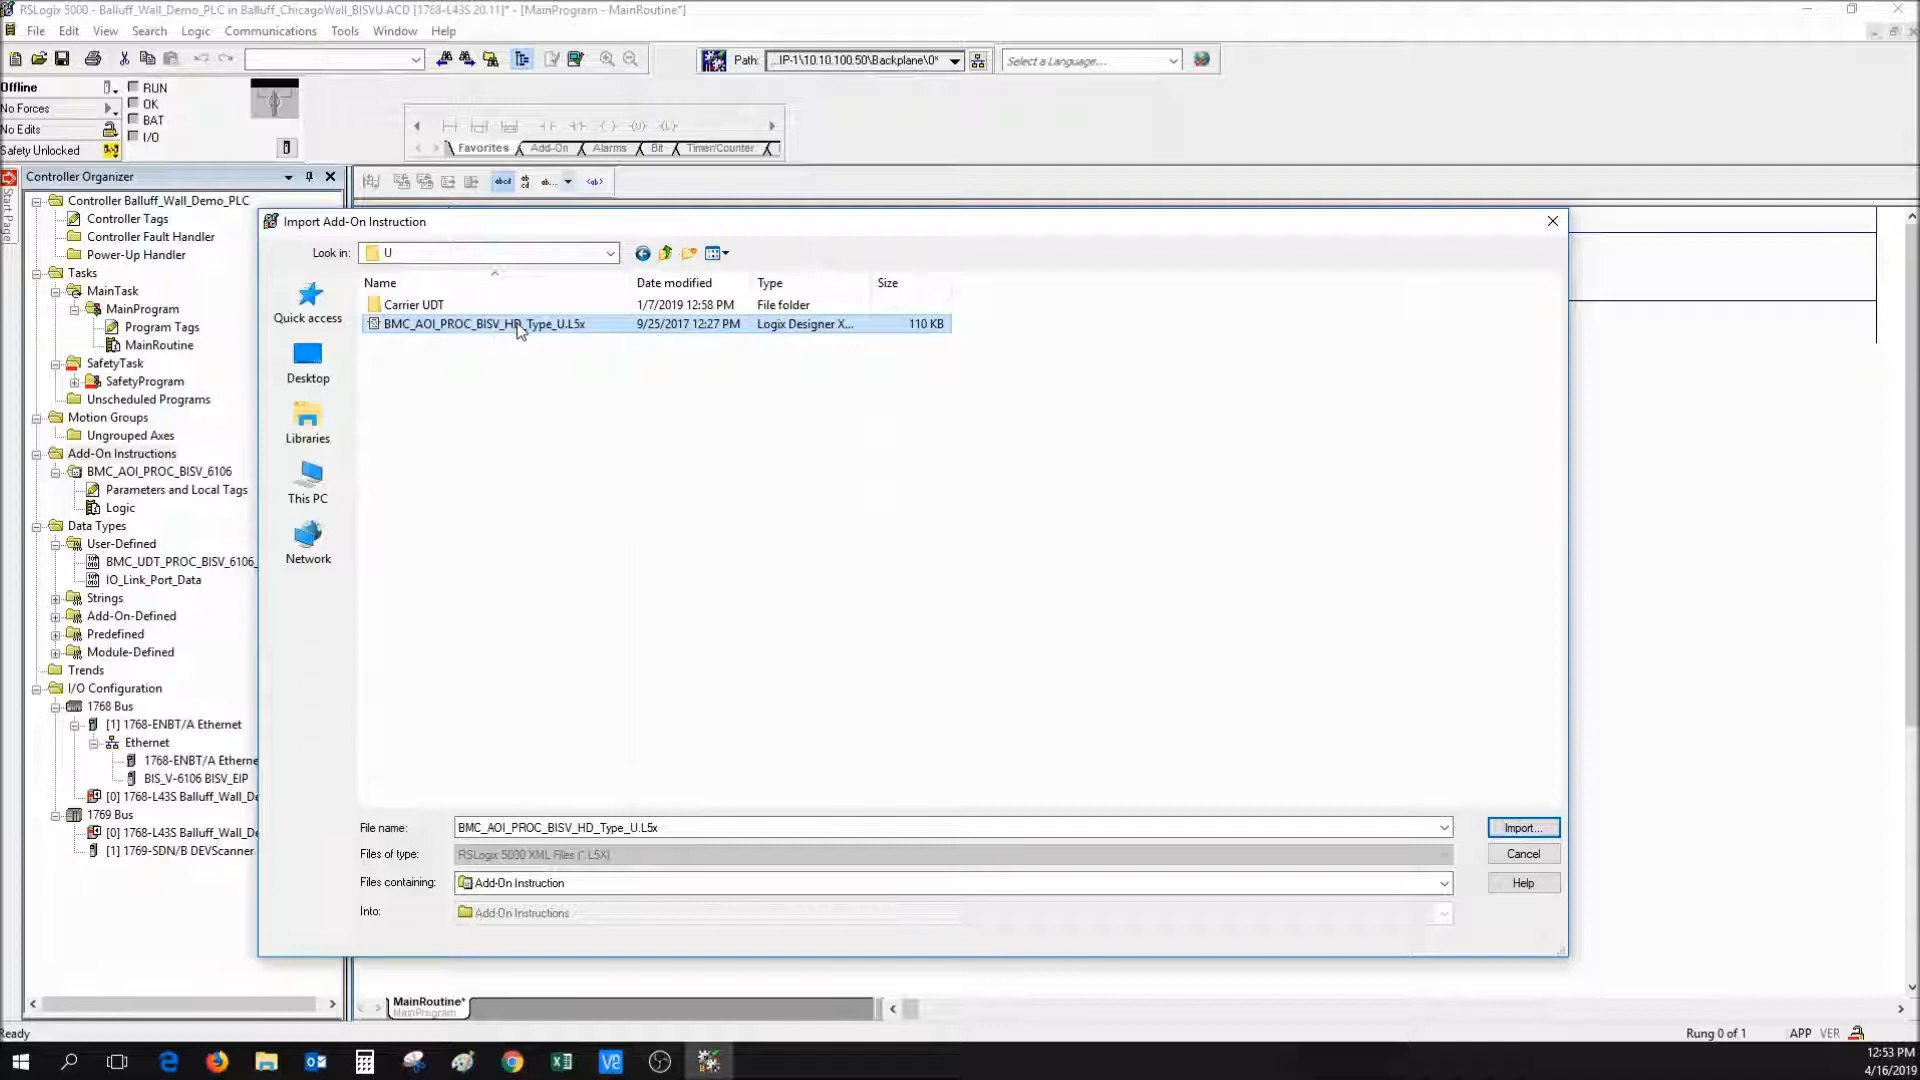 RSLogix 5000 - Balluff_Wall_Demo_PLC in Balluff_ChicagoWall_BISVU.ACD [1768-L43S 20.11]* - [MainProgram - MainRoutine*]
File Edit View Search Logic Communications Tools Window Help
Path: ...IP-1\10.10.100.50\Backplane\0* Select a Language...
Offline RUN
No Forces OK
No Edits BAT
Safety Unlocked I/O
Favorites Add-On Alarms Bit Timer/Counter
Start Page
Controller Organizer
Controller Balluff_Wall_Demo_PLC
Controller Tags
Controller Fault Handler
Power-Up Handler
Tasks
MainTask
MainProgram
Program Tags
MainRoutine
SafetyTask
SafetyProgram
Unscheduled Programs
Motion Groups
Ungrouped Axes
Add-On Instructions
BMC_AOI_PROC_BISV_6106
Parameters and Local Tags
Logic
Data Types
User-Defined
BMC_UDT_PROC_BISV_6106_
IO_Link_Port_Data
Strings
Add-On-Defined
Predefined
Module-Defined
Trends
I/O Configuration
1768 Bus
[1] 1768-ENBT/A Ethernet
Ethernet
1768-ENBT/A Etherne
BIS_V-6106 BISV_EIP
[0] 1768-L43S Balluff_Wall_De
1769 Bus
[0] 1768-L43S Balluff_Wall_De
[1] 1769-SDN/B DEVScanner
Import Add-On Instruction
Look in: U
Quick access
Desktop
Libraries
This PC
Network
Name Date modified Type Size
Carrier UDT 1/7/2019 12:58 PM File folder
BMC_AOI_PROC_BISV_HD_Type_U.L5x 9/25/2017 12:27 PM Logix Designer X... 110 KB
File name: BMC_AOI_PROC_BISV_HD_Type_U.L5x Import...
Files of type: RSLogix 5000 XML Files (*.L5X) Cancel
Files containing: Add-On Instruction Help
Into: Add-On Instructions
MainRoutine*
MainProgram
Ready Rung 0 of 1 APP VER
12:53 PM
4/16/2019